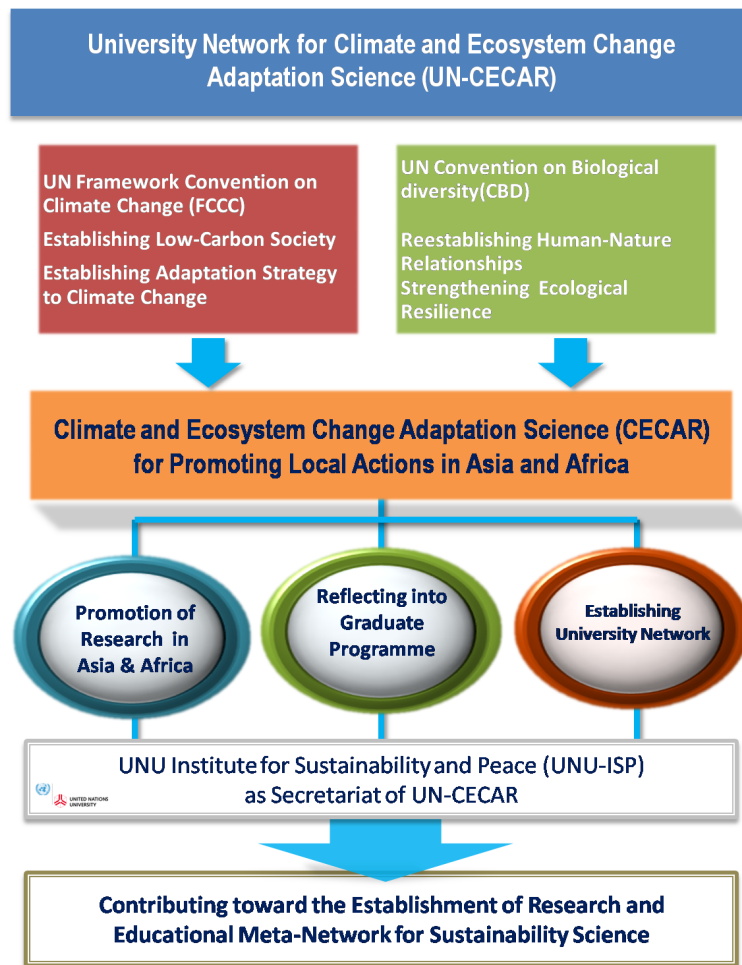 University Network for Climate and Ecosystem Change
Adaptation Science (UN-CECAR)
UN Framework Convention on
Climate Change (FCCC)
Establishing Low-Carbon Society
Establishing Adaptation Strategy
to Climate Change
UN Convention on Biological
diversity(CBD)
Reestablishing Human-Nature
Relationships
Strengthening Ecological
Resilience
Climate and Ecosystem Change Adaptation Science (CECAR)
for Promoting Local Actions in Asia and Africa
Promotion of
Research in
Asia & Africa
Reflecting into
Graduate
Programme
Establishing
University Network
UNU Institute for Sustainability and Peace (UNU-ISP)
as Secretariat of UN-CECAR
UNITED NATIONS
UNIVERSITY
Contributing toward the Establishment of Research and
Educational Meta-Network for Sustainability Science